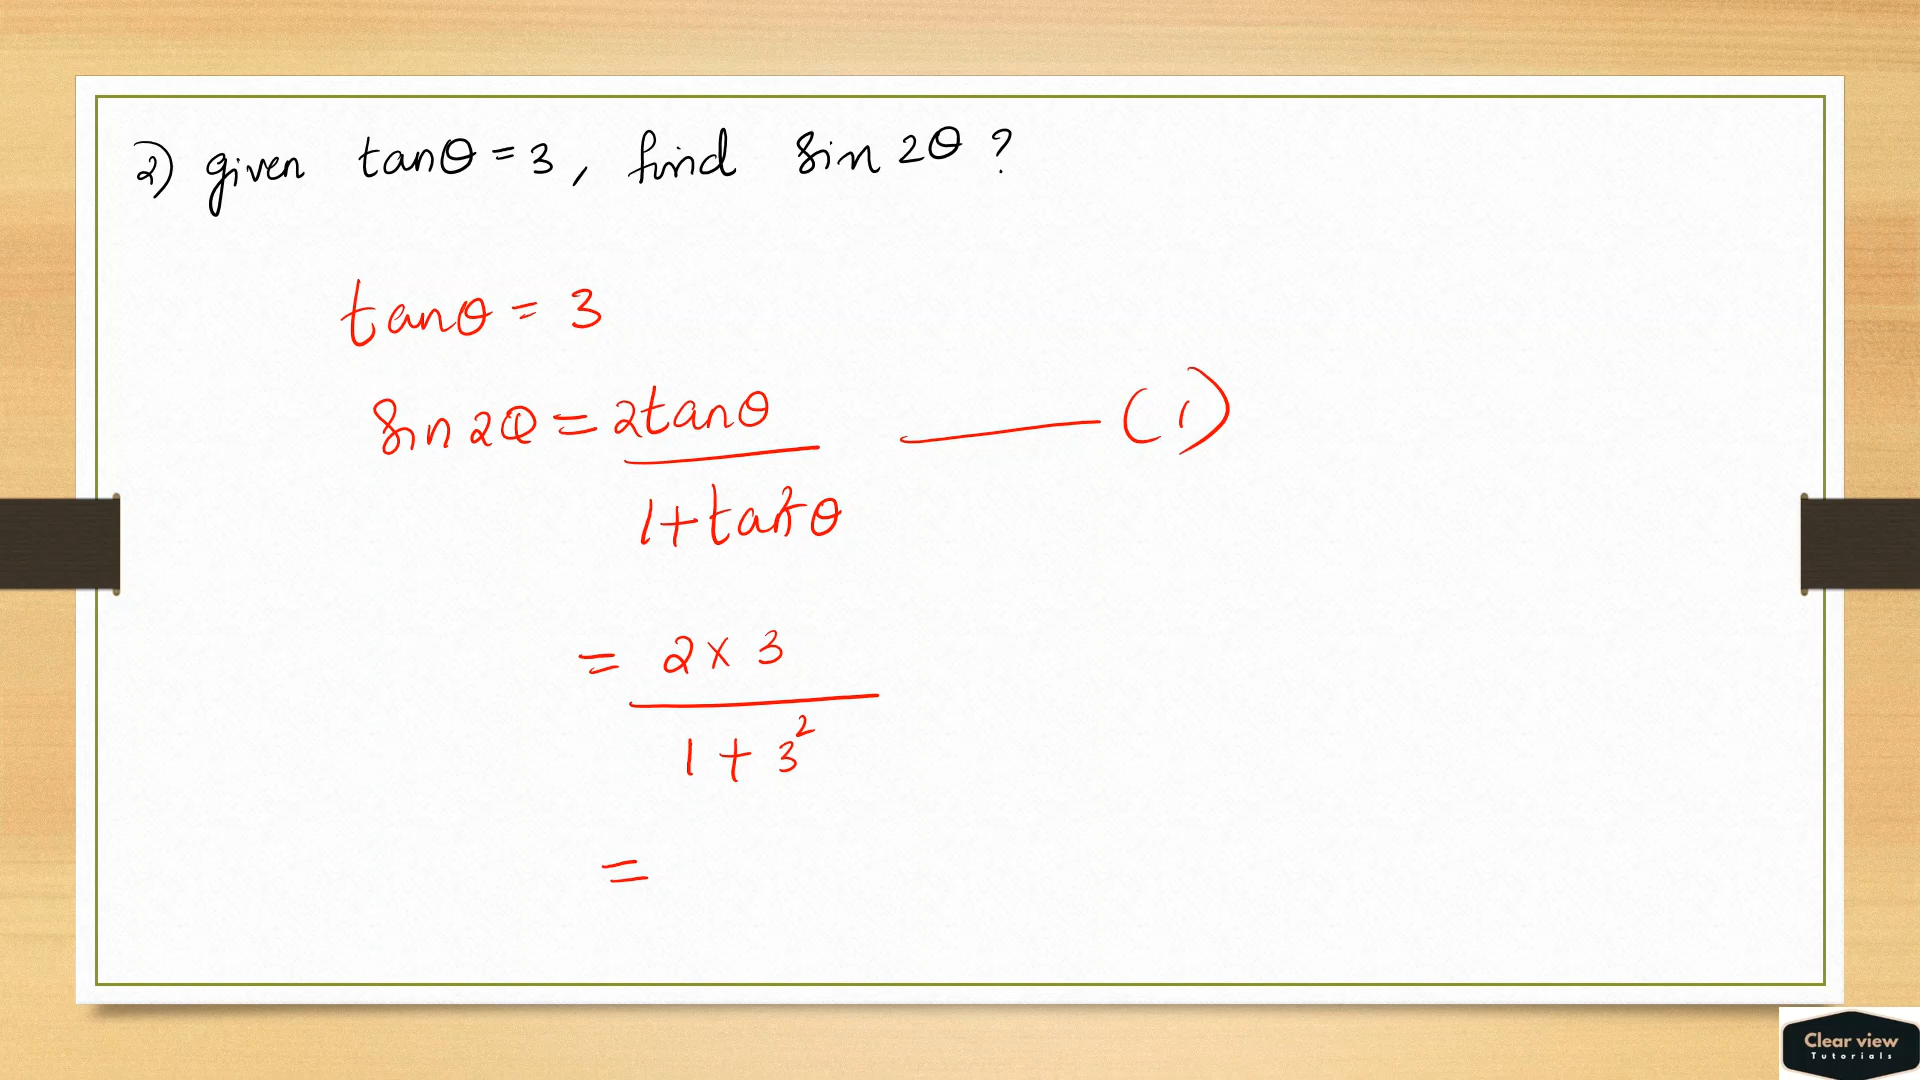 2) given tanθ = 3, find sin 2θ ?
tanθ = 3
sin 2θ = 2tanθ ——— (1)
1+tan²θ
= 2 × 3
1 + 3²
=
Clear view
Tutorials